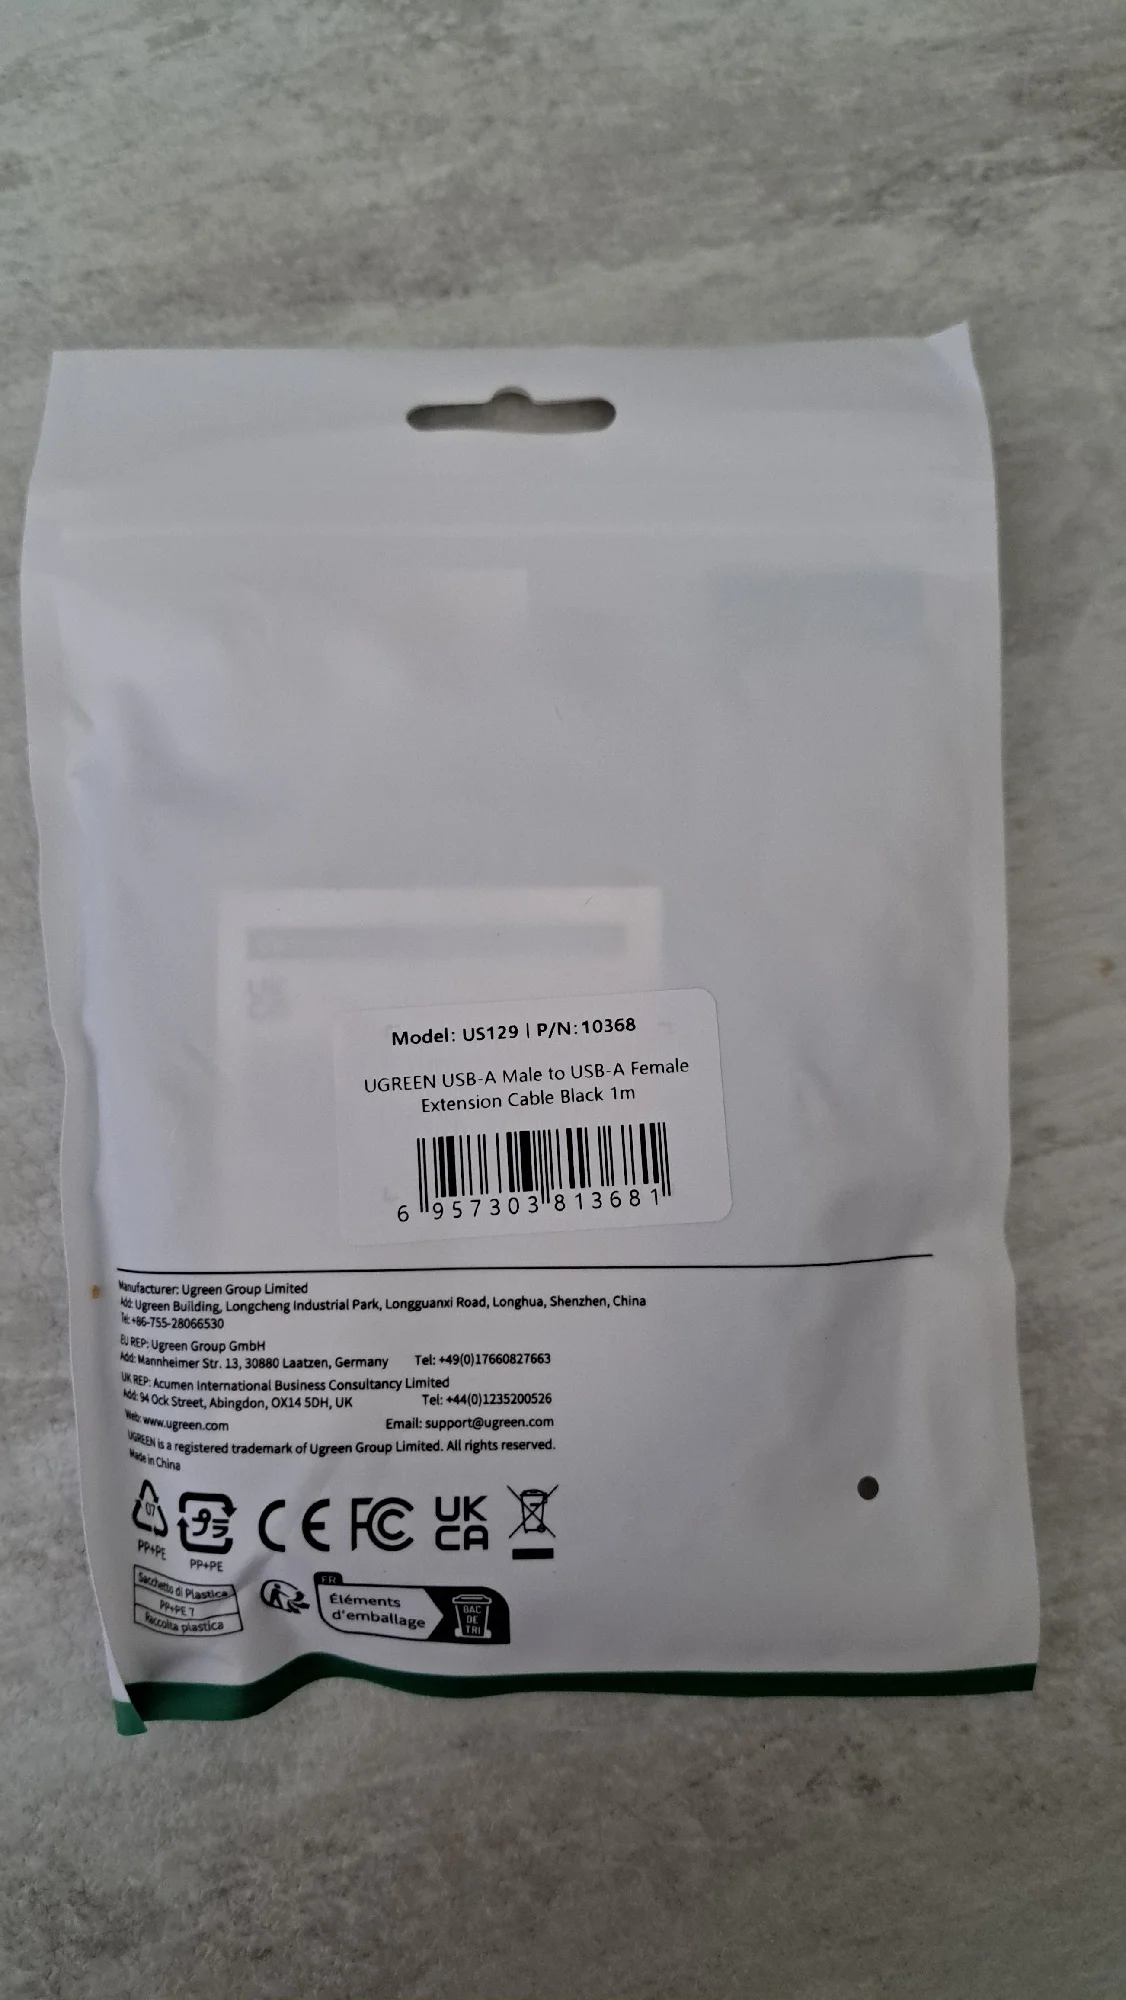 Model: US129 | P/N:10368
UGREEN USB-A Male to USB-A Female
Extension Cable Black 1m
6 957303 813681
Manufacturer: Ugreen Group Limited
Add: Ugreen Building, Longcheng Industrial Park, Longguanxi Road, Longhua, Shenzhen, China
Tel: +86-755-28066530
EU REP: Ugreen Group GmbH
Add: Mannheimer Str. 13, 30880 Laatzen, Germany Tel: +49(0)17660827663
UK REP: Acumen International Business Consultancy Limited
Add: 94 Ock Street, Abingdon, OX14 5DH, UK Tel: +44(0)1235200526
Web: www.ugreen.com Email: support@ugreen.com
UGREEN is a registered trademark of Ugreen Group Limited. All rights reserved.
Made in China
07
PP+PE
プラ
PP+PE
CE FC UK CA
Sacchetto di Plastica
PP+PE 7
Raccolta plastica
FR
Éléments
d'emballage
BAC
DE
TRI